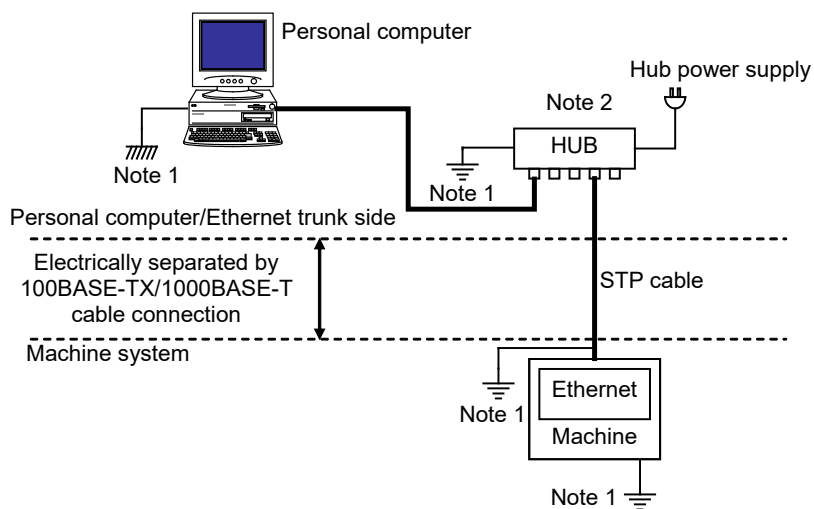 Personal computer
Hub power supply
Note 2
HUB
Note 1
Note 1
Personal computer/Ethernet trunk side
Electrically separated by
100BASE-TX/1000BASE-T
cable connection
STP cable
Machine system
Ethernet
Note 1
Machine
Note 1